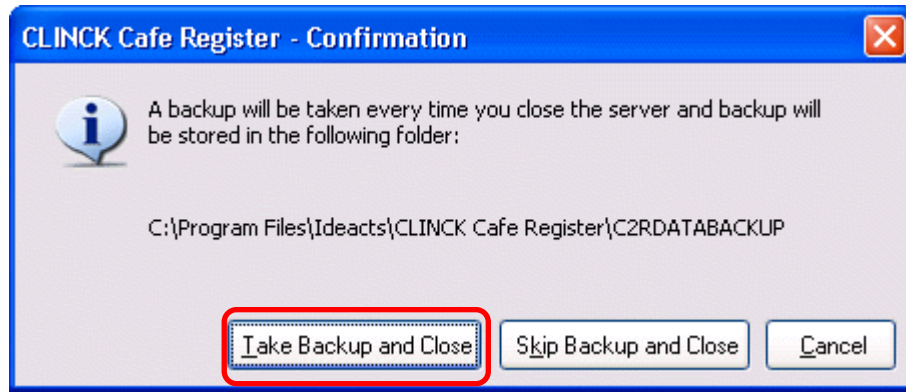 CLINCK Cafe Register - Confirmation
A backup will be taken every time you close the server and backup will
be stored in the following folder:
C:\Program Files\Ideacts\CLINCK Cafe Register\C2RDATABACKUP
Take Backup and Close Skip Backup and Close Cancel